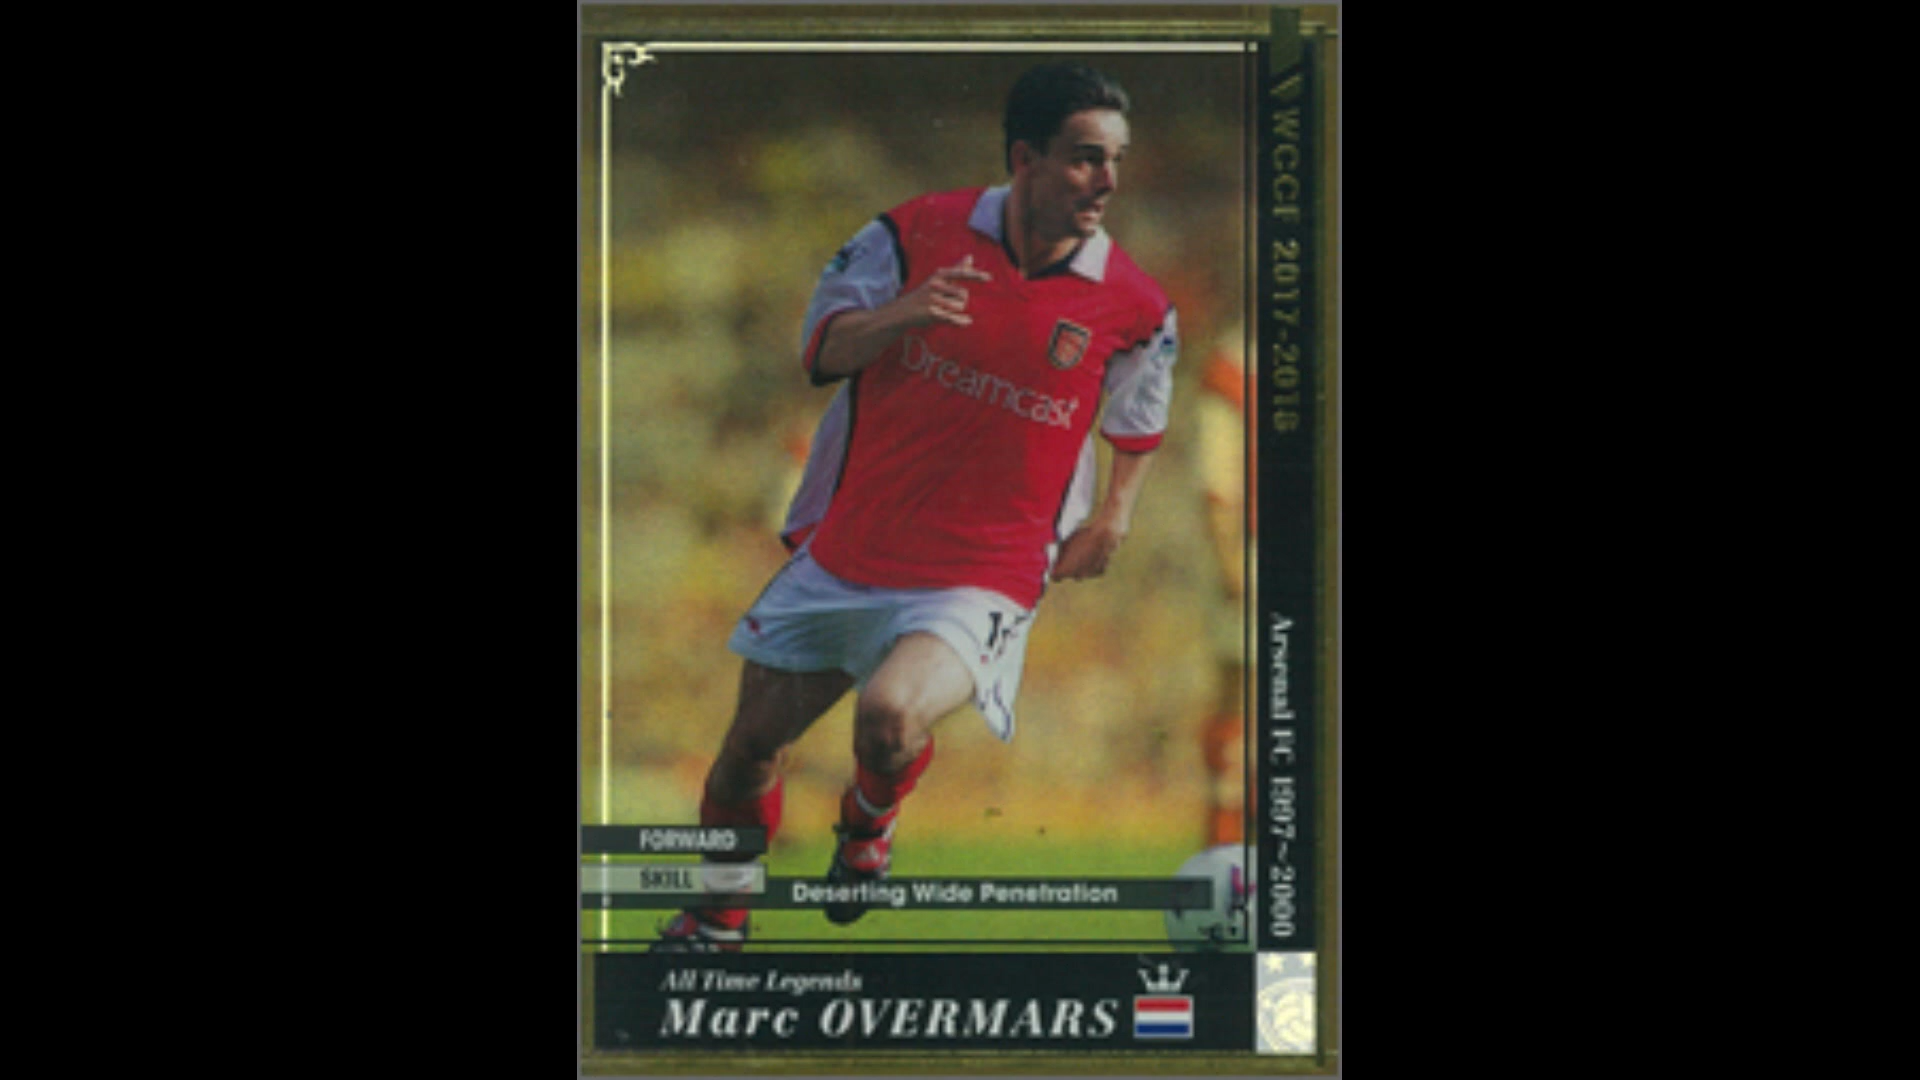 WCCF 2017-2018
Dreamcast
Arsenal FC 1997~2000
FORWARD
SKILL
Deserting Wide Penetration
All Time Legends
Marc OVERMARS